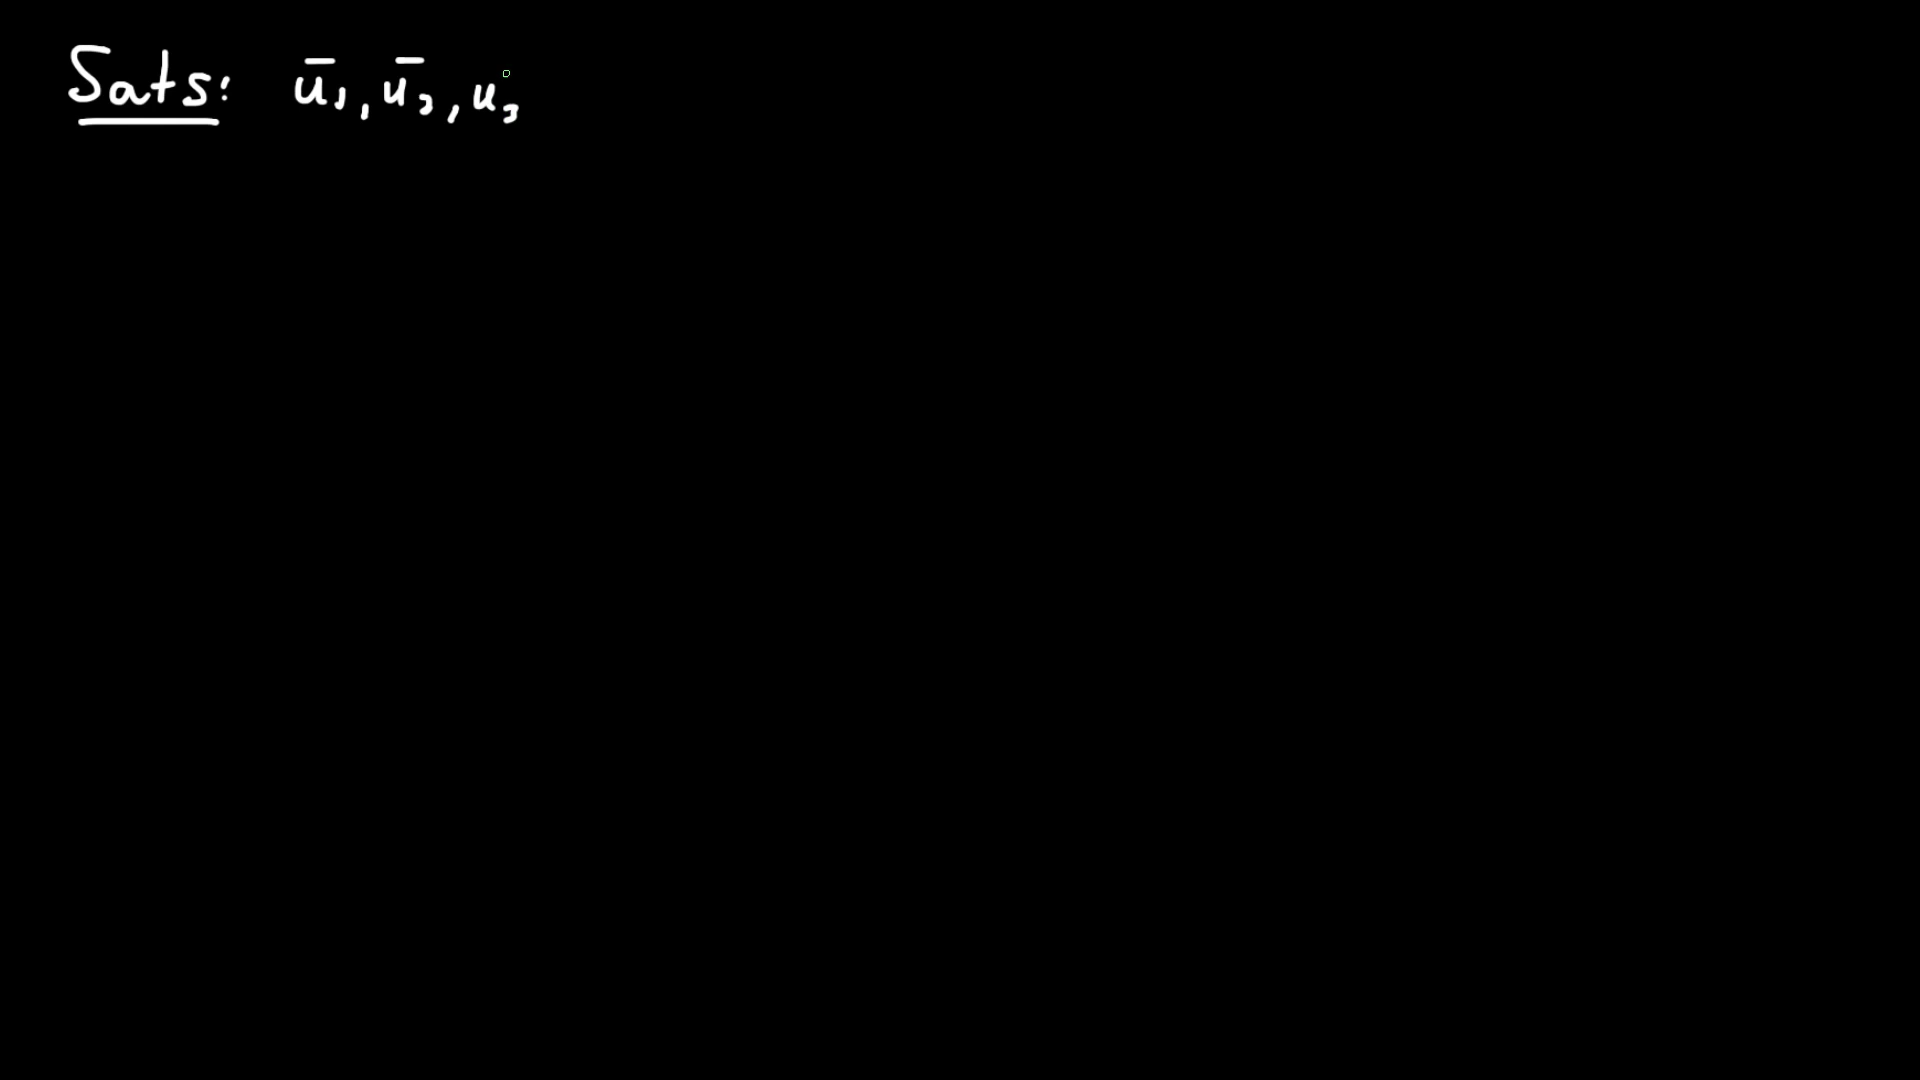 Sats: ū₁, ū₂, u₃